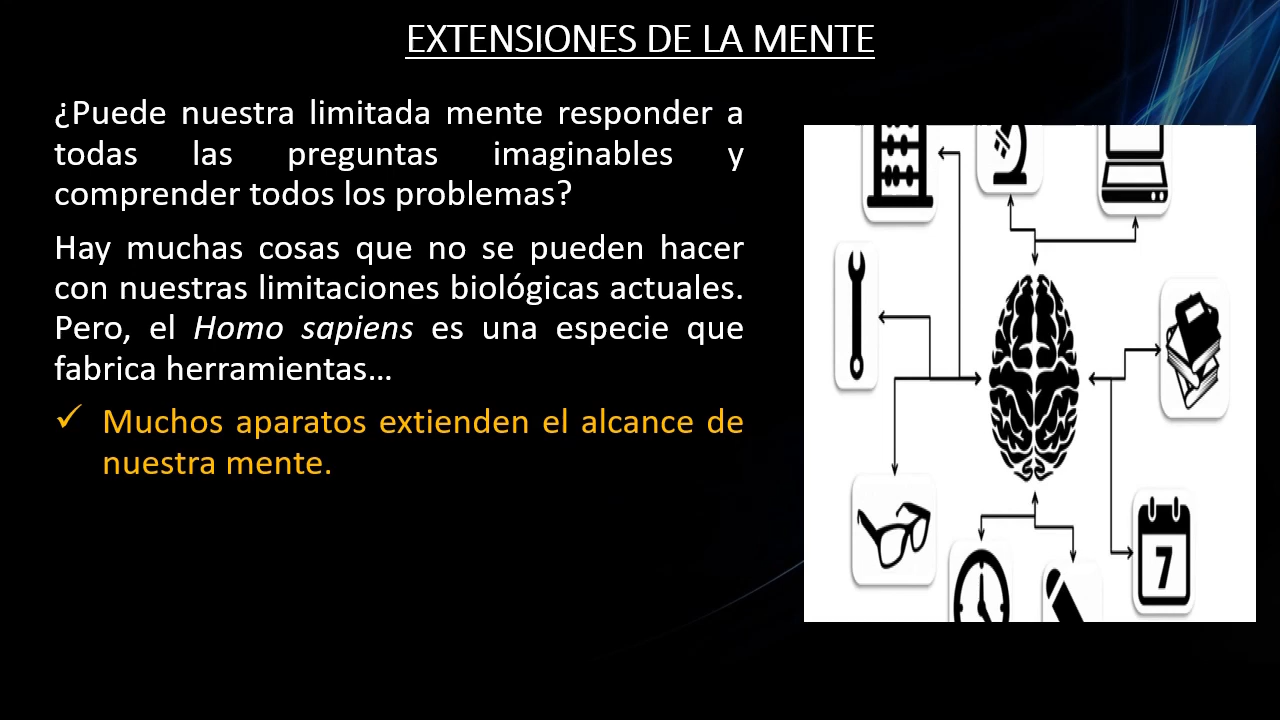 EXTENSIONES DE LA MENTE
¿Puede nuestra limitada mente responder a
todas las preguntas imaginables y
comprender todos los problemas?
Hay muchas cosas que no se pueden hacer
con nuestras limitaciones biológicas actuales.
Pero, el Homo sapiens es una especie que
fabrica herramientas...
✓ Muchos aparatos extienden el alcance de
nuestra mente.
7